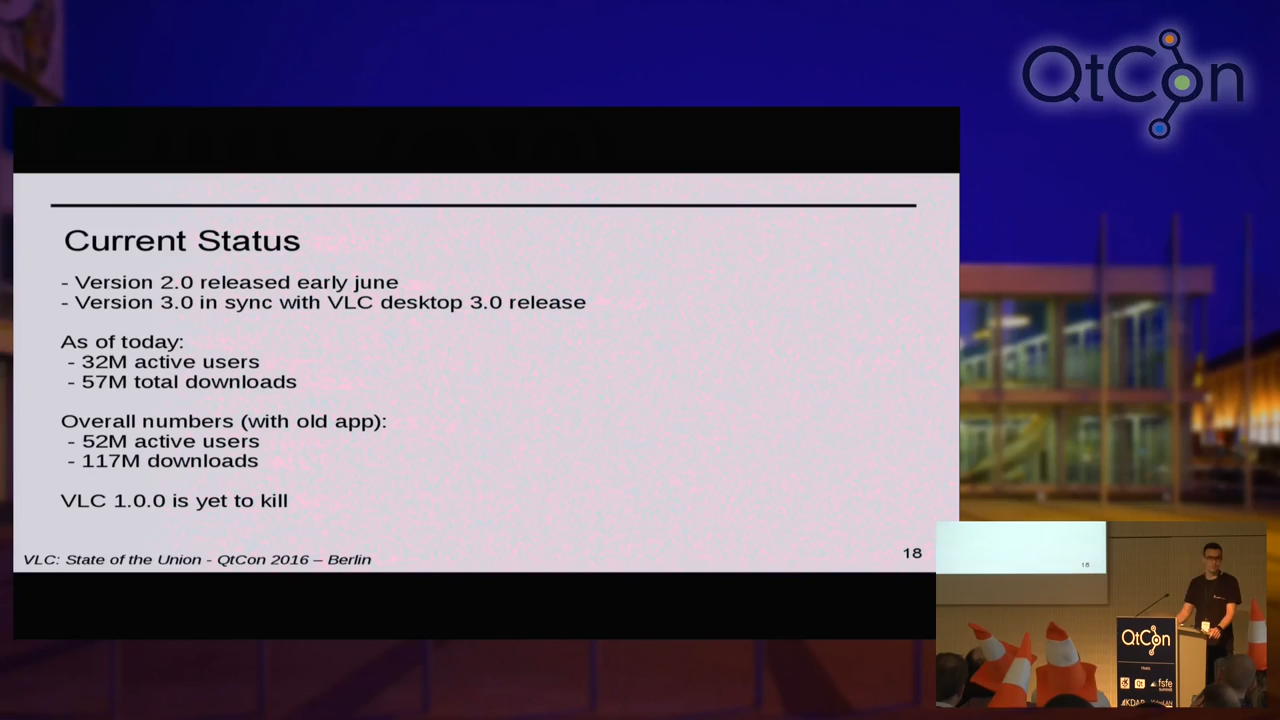 QtCon
Current Status
- Version 2.0 released early june
- Version 3.0 in sync with VLC desktop 3.0 release
As of today:
- 32M active users
- 57M total downloads
Overall numbers (with old app):
- 52M active users
- 117M downloads
VLC 1.0.0 is yet to kill
VLC: State of the Union - QtCon 2016 – Berlin
18
QtCon
Qt
fsfe
KDAB